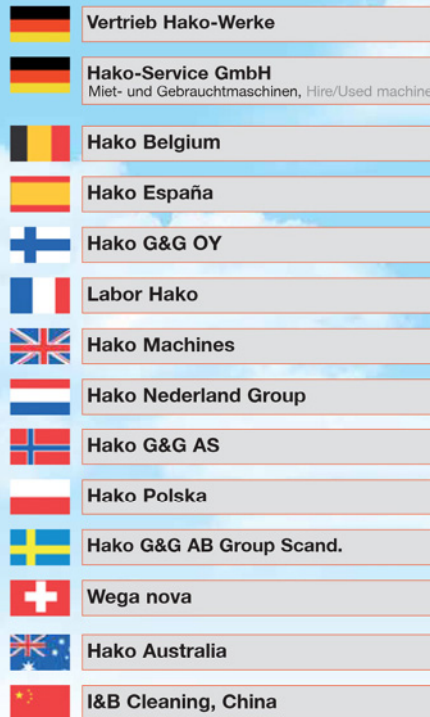 Vertrieb Hako-Werke
Hako-Service GmbH
Miet- und Gebrauchtmaschinen, Hire/Used machine
Hako Belgium
Hako España
Hako G&G OY
Labor Hako
Hako Machines
Hako Nederland Group
Hako G&G AS
Hako Polska
Hako G&G AB Group Scand.
Wega nova
Hako Australia
I&B Cleaning, China